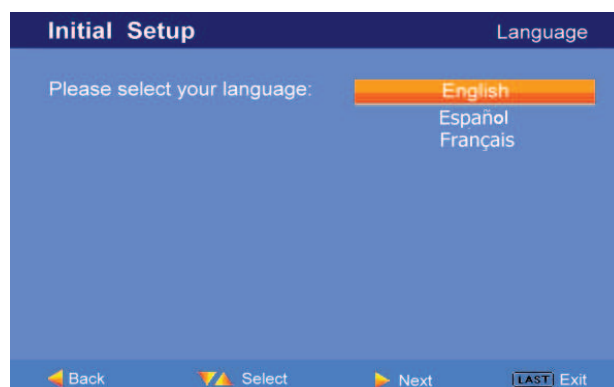 Initial Setup Language
Please select your language: English
Español
Français
Back Select Next LAST Exit